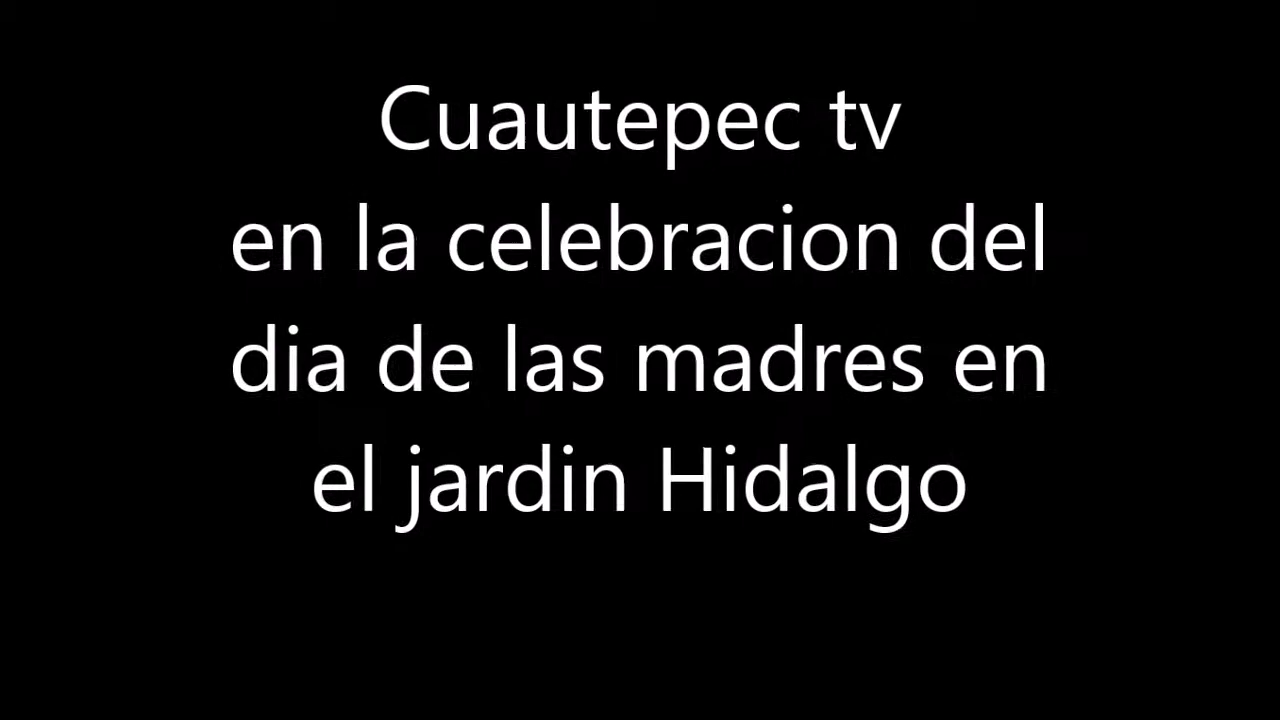 Cuautepec tv
en la celebracion del
dia de las madres en
el jardin Hidalgo